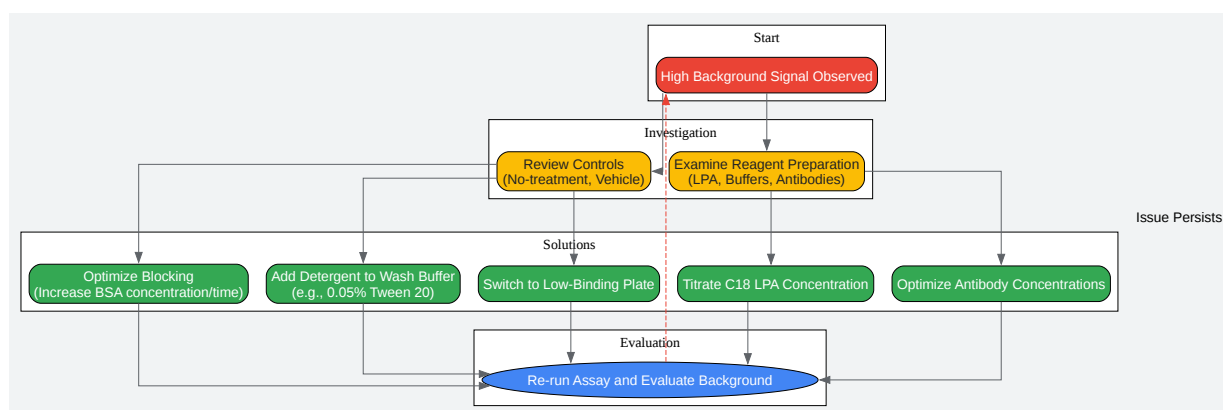 Start
High Background Signal Observed
Investigation
Review Controls
(No-treatment, Vehicle)
Examine Reagent Preparation
(LPA, Buffers, Antibodies)
Issue Persists
Solutions
Optimize Blocking
(Increase BSA concentration/time)
Add Detergent to Wash Buffer
(e.g., 0.05% Tween 20)
Switch to Low-Binding Plate
Titrate C18 LPA Concentration
Optimize Antibody Concentrations
Evaluation
Re-run Assay and Evaluate Background